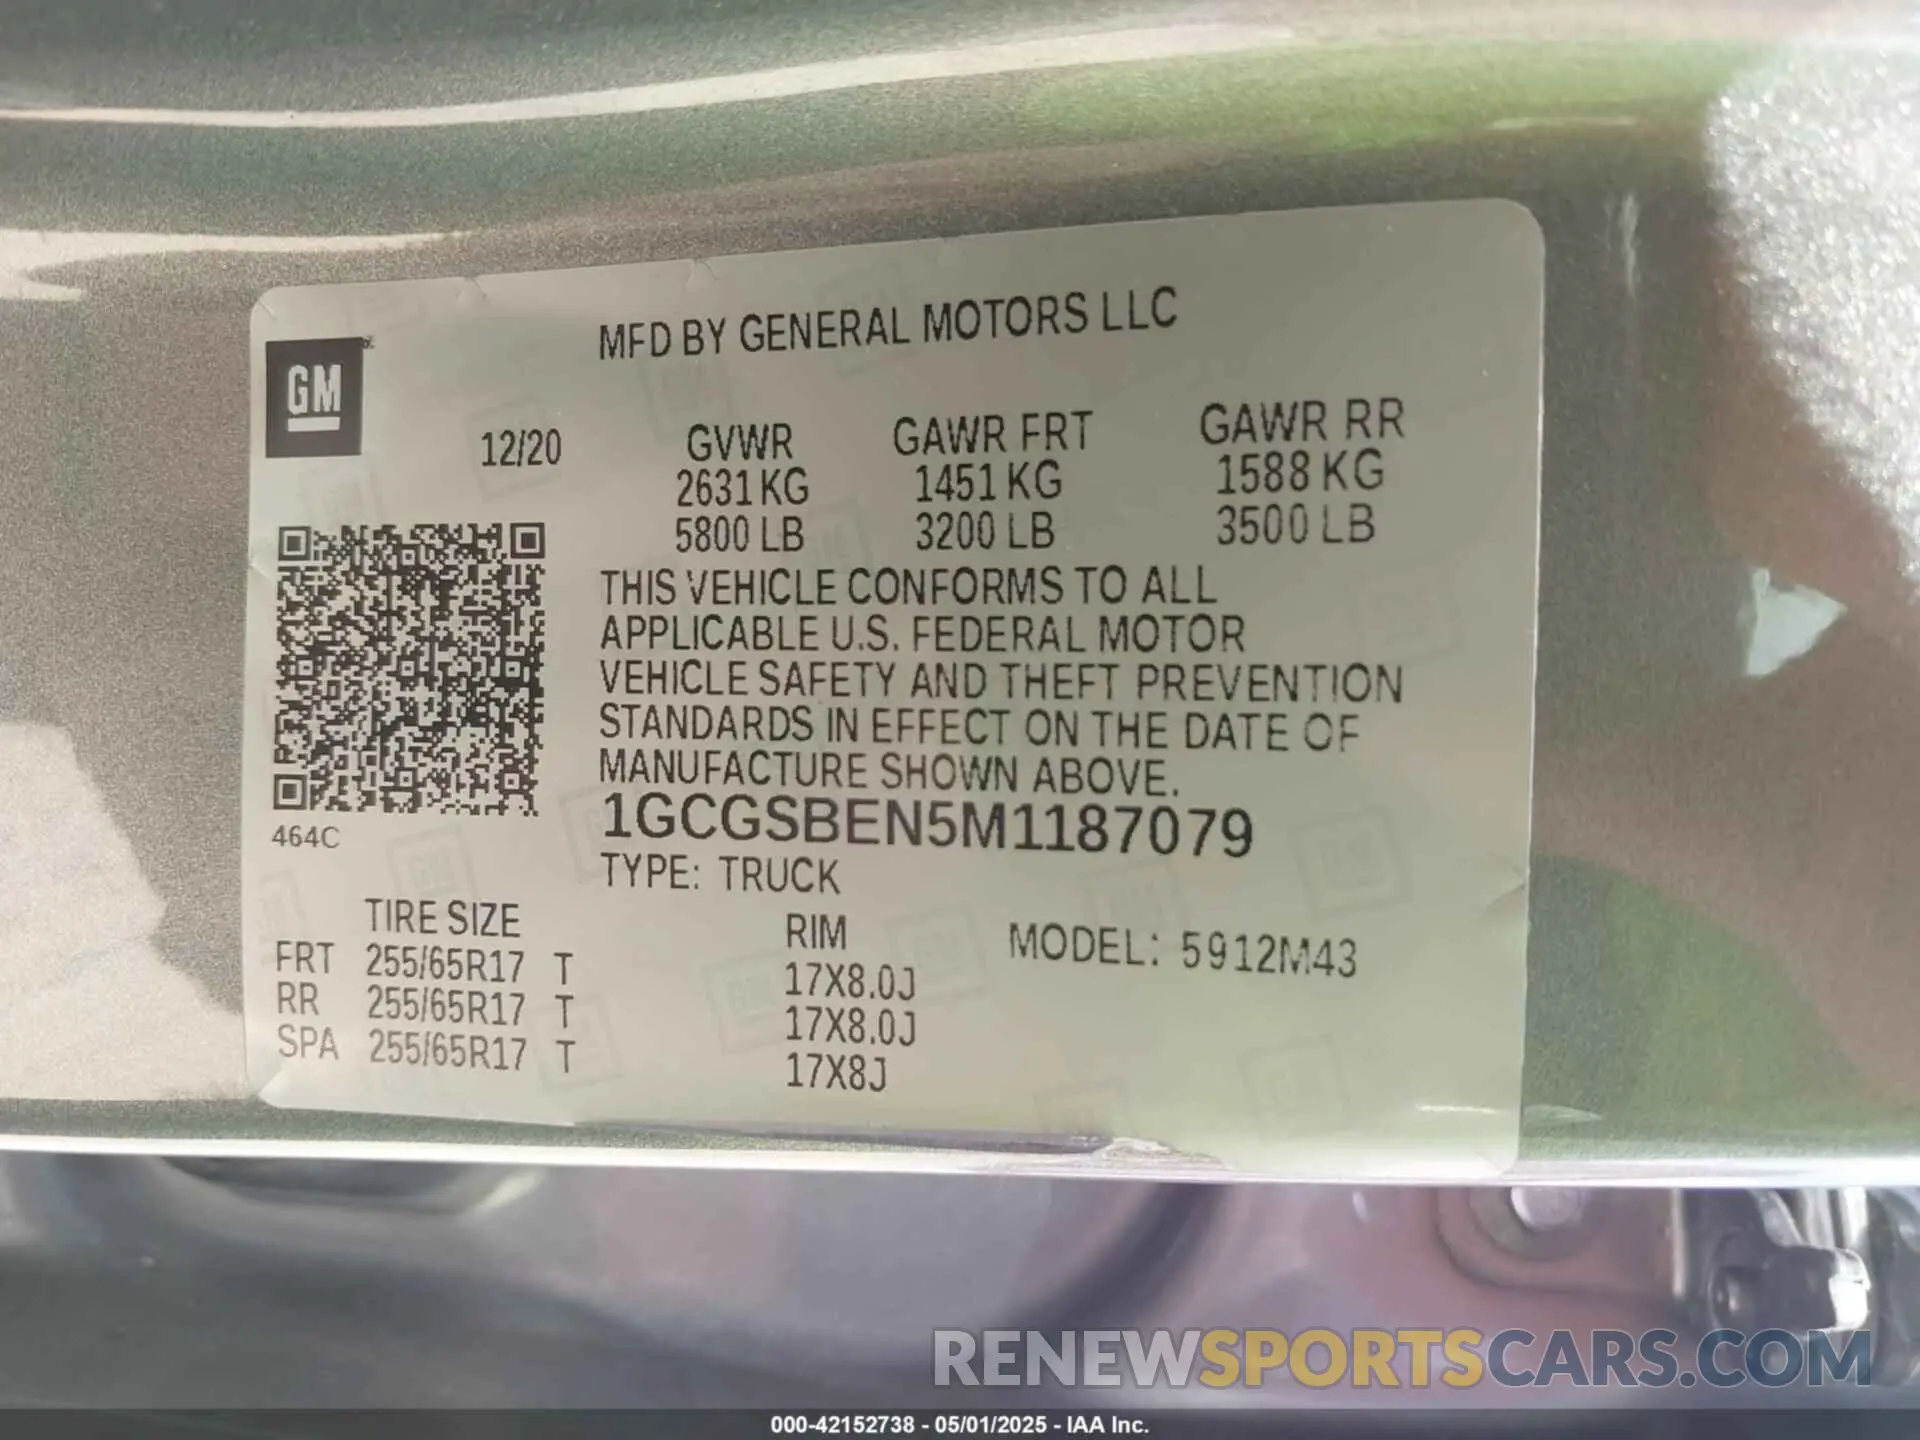 MFD BY GENERAL MOTORS LLC
GM
12/20 GVWR GAWR FRT GAWR RR
2631 KG 1451 KG 1588 KG
5800 LB 3200 LB 3500 LB
THIS VEHICLE CONFORMS TO ALL
APPLICABLE U.S. FEDERAL MOTOR
VEHICLE SAFETY AND THEFT PREVENTION
STANDARDS IN EFFECT ON THE DATE OF
MANUFACTURE SHOWN ABOVE.
1GCGSBEN5M1187079
464C
TYPE: TRUCK
TIRE SIZE RIM MODEL: 5912M43
FRT 255/65R17 T 17X8.0J
RR 255/65R17 T 17X8.0J
SPA 255/65R17 T 17X8J
RENEWSPORTSCARS.COM
000-42152738 - 05/01/2025 - IAA Inc.